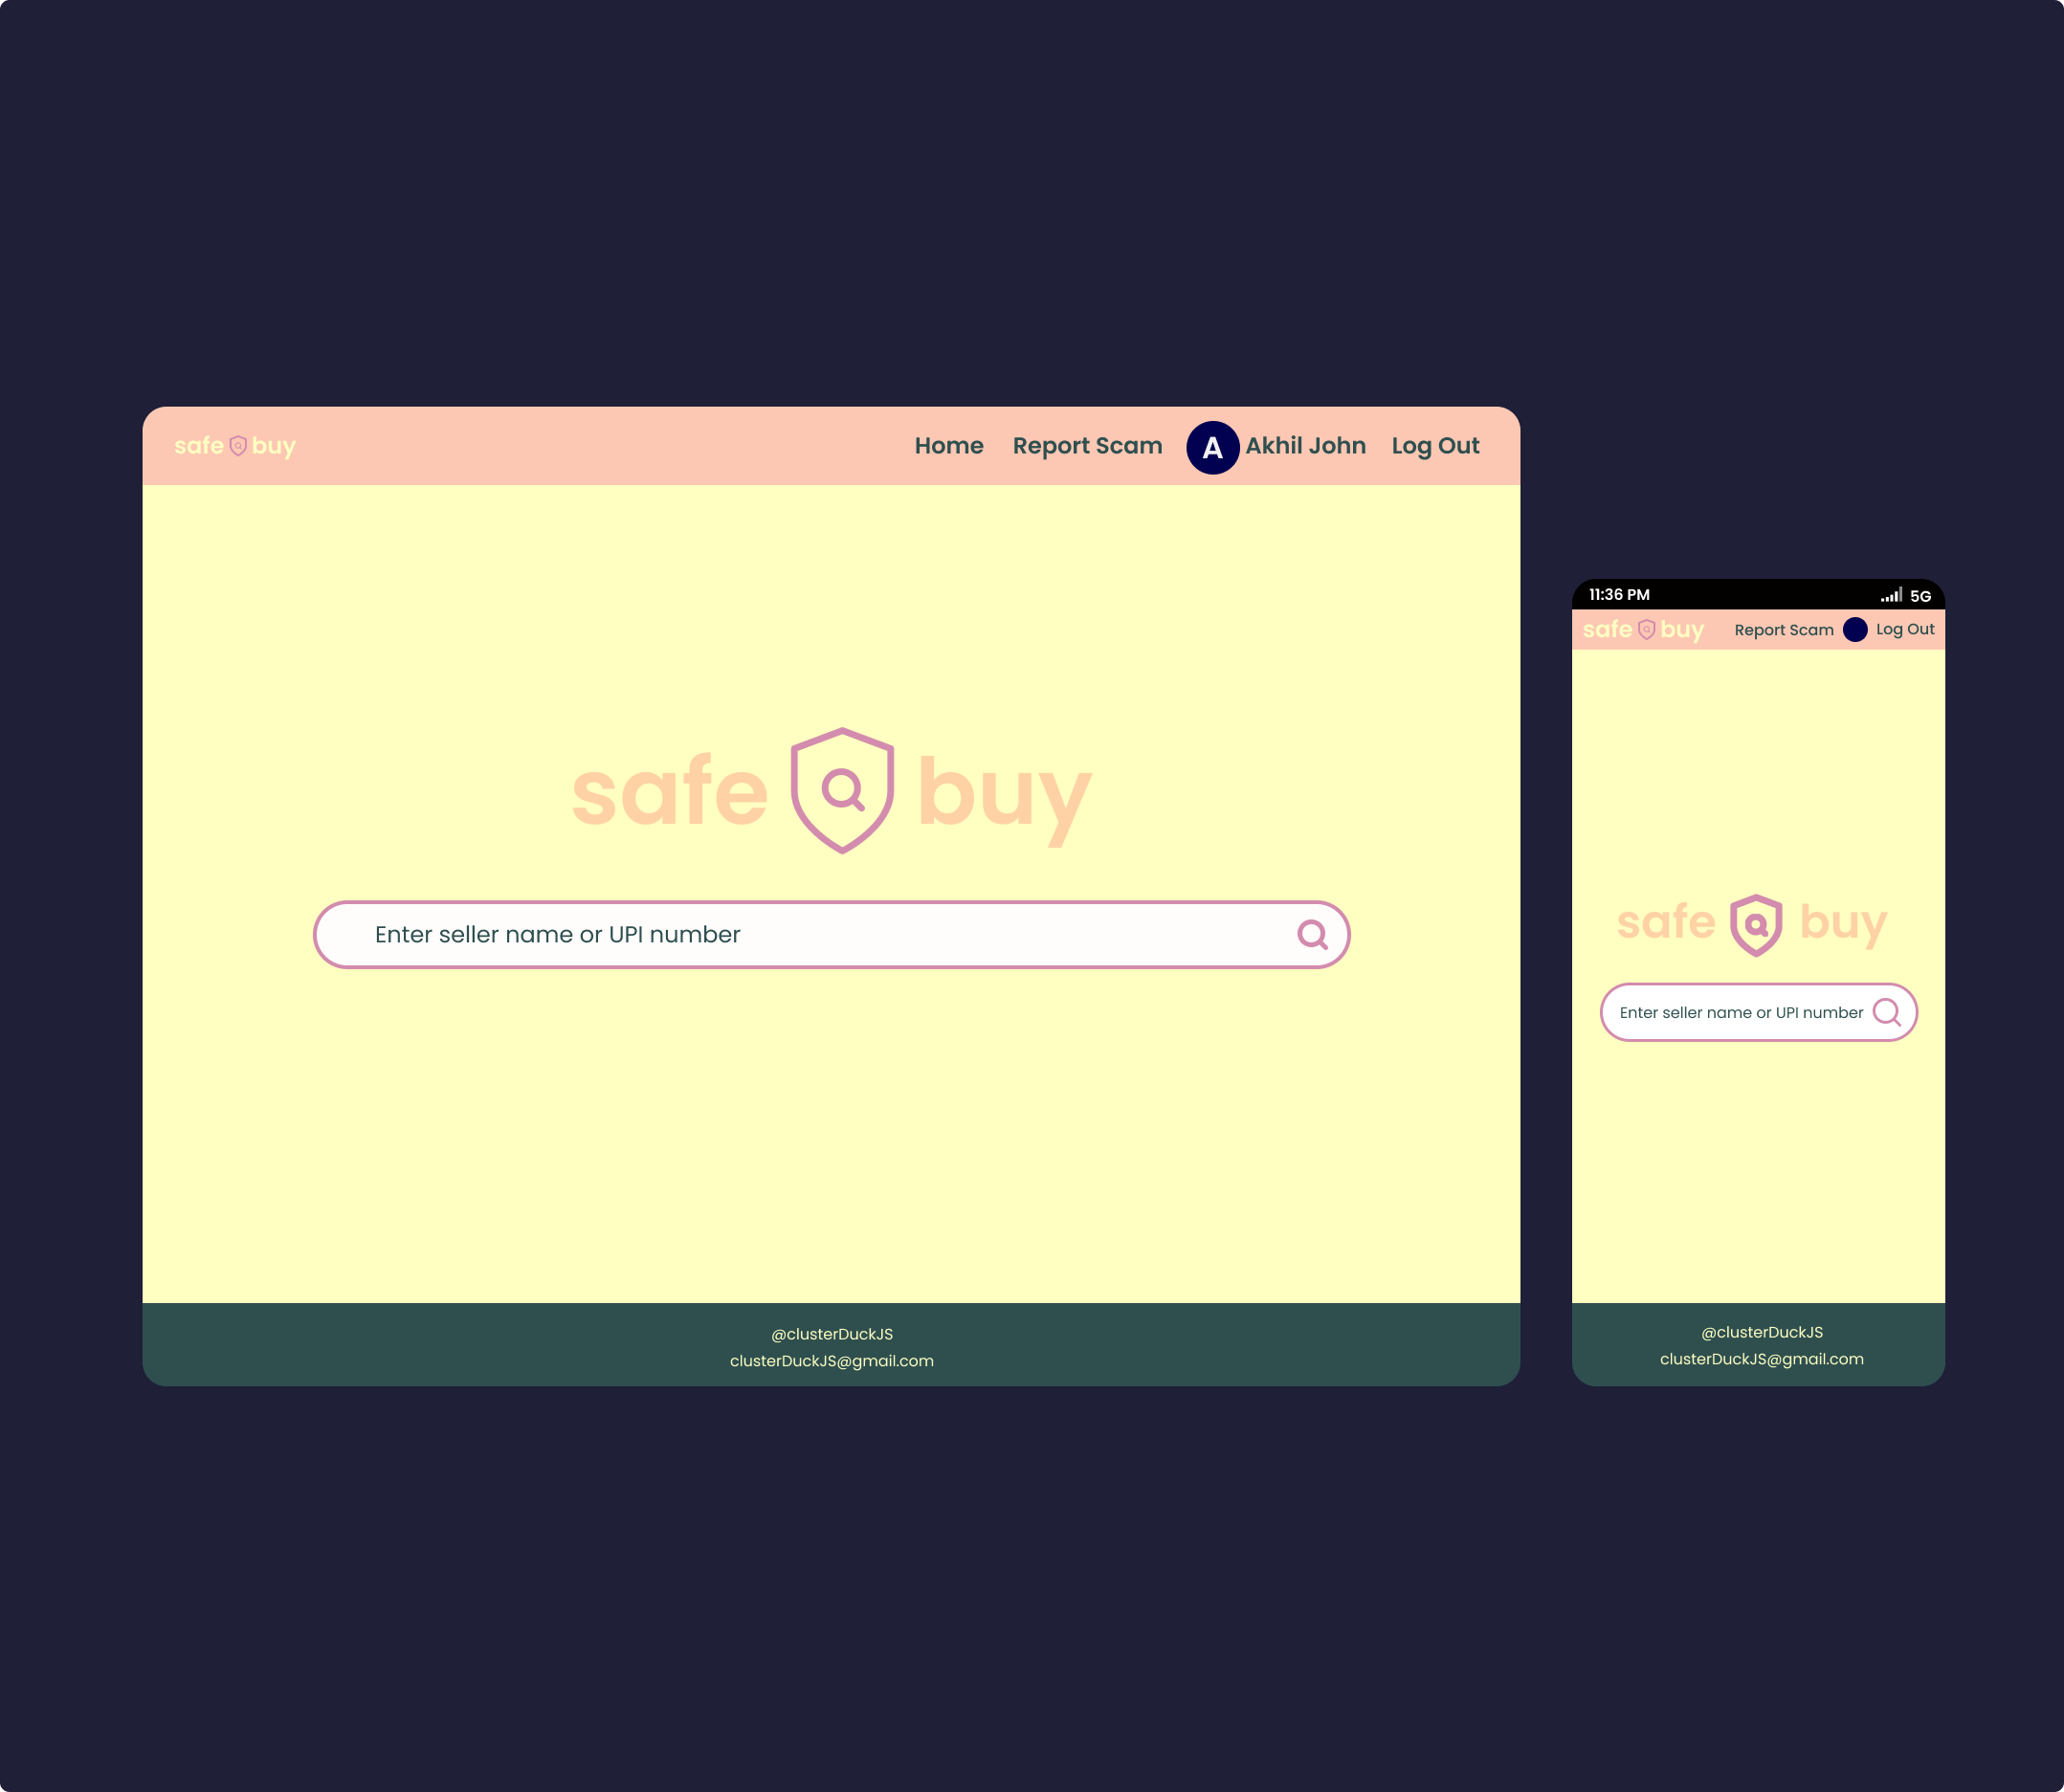 safe buy Home Report Scam A Akhil John Log Out
safe buy
Enter seller name or UPI number
@clusterDuckJS
clusterDuckJS@gmail.com
11:36 PM 5G
safe buy Report Scam Log Out
safe buy
Enter seller name or UPI number
@clusterDuckJS
clusterDuckJS@gmail.com